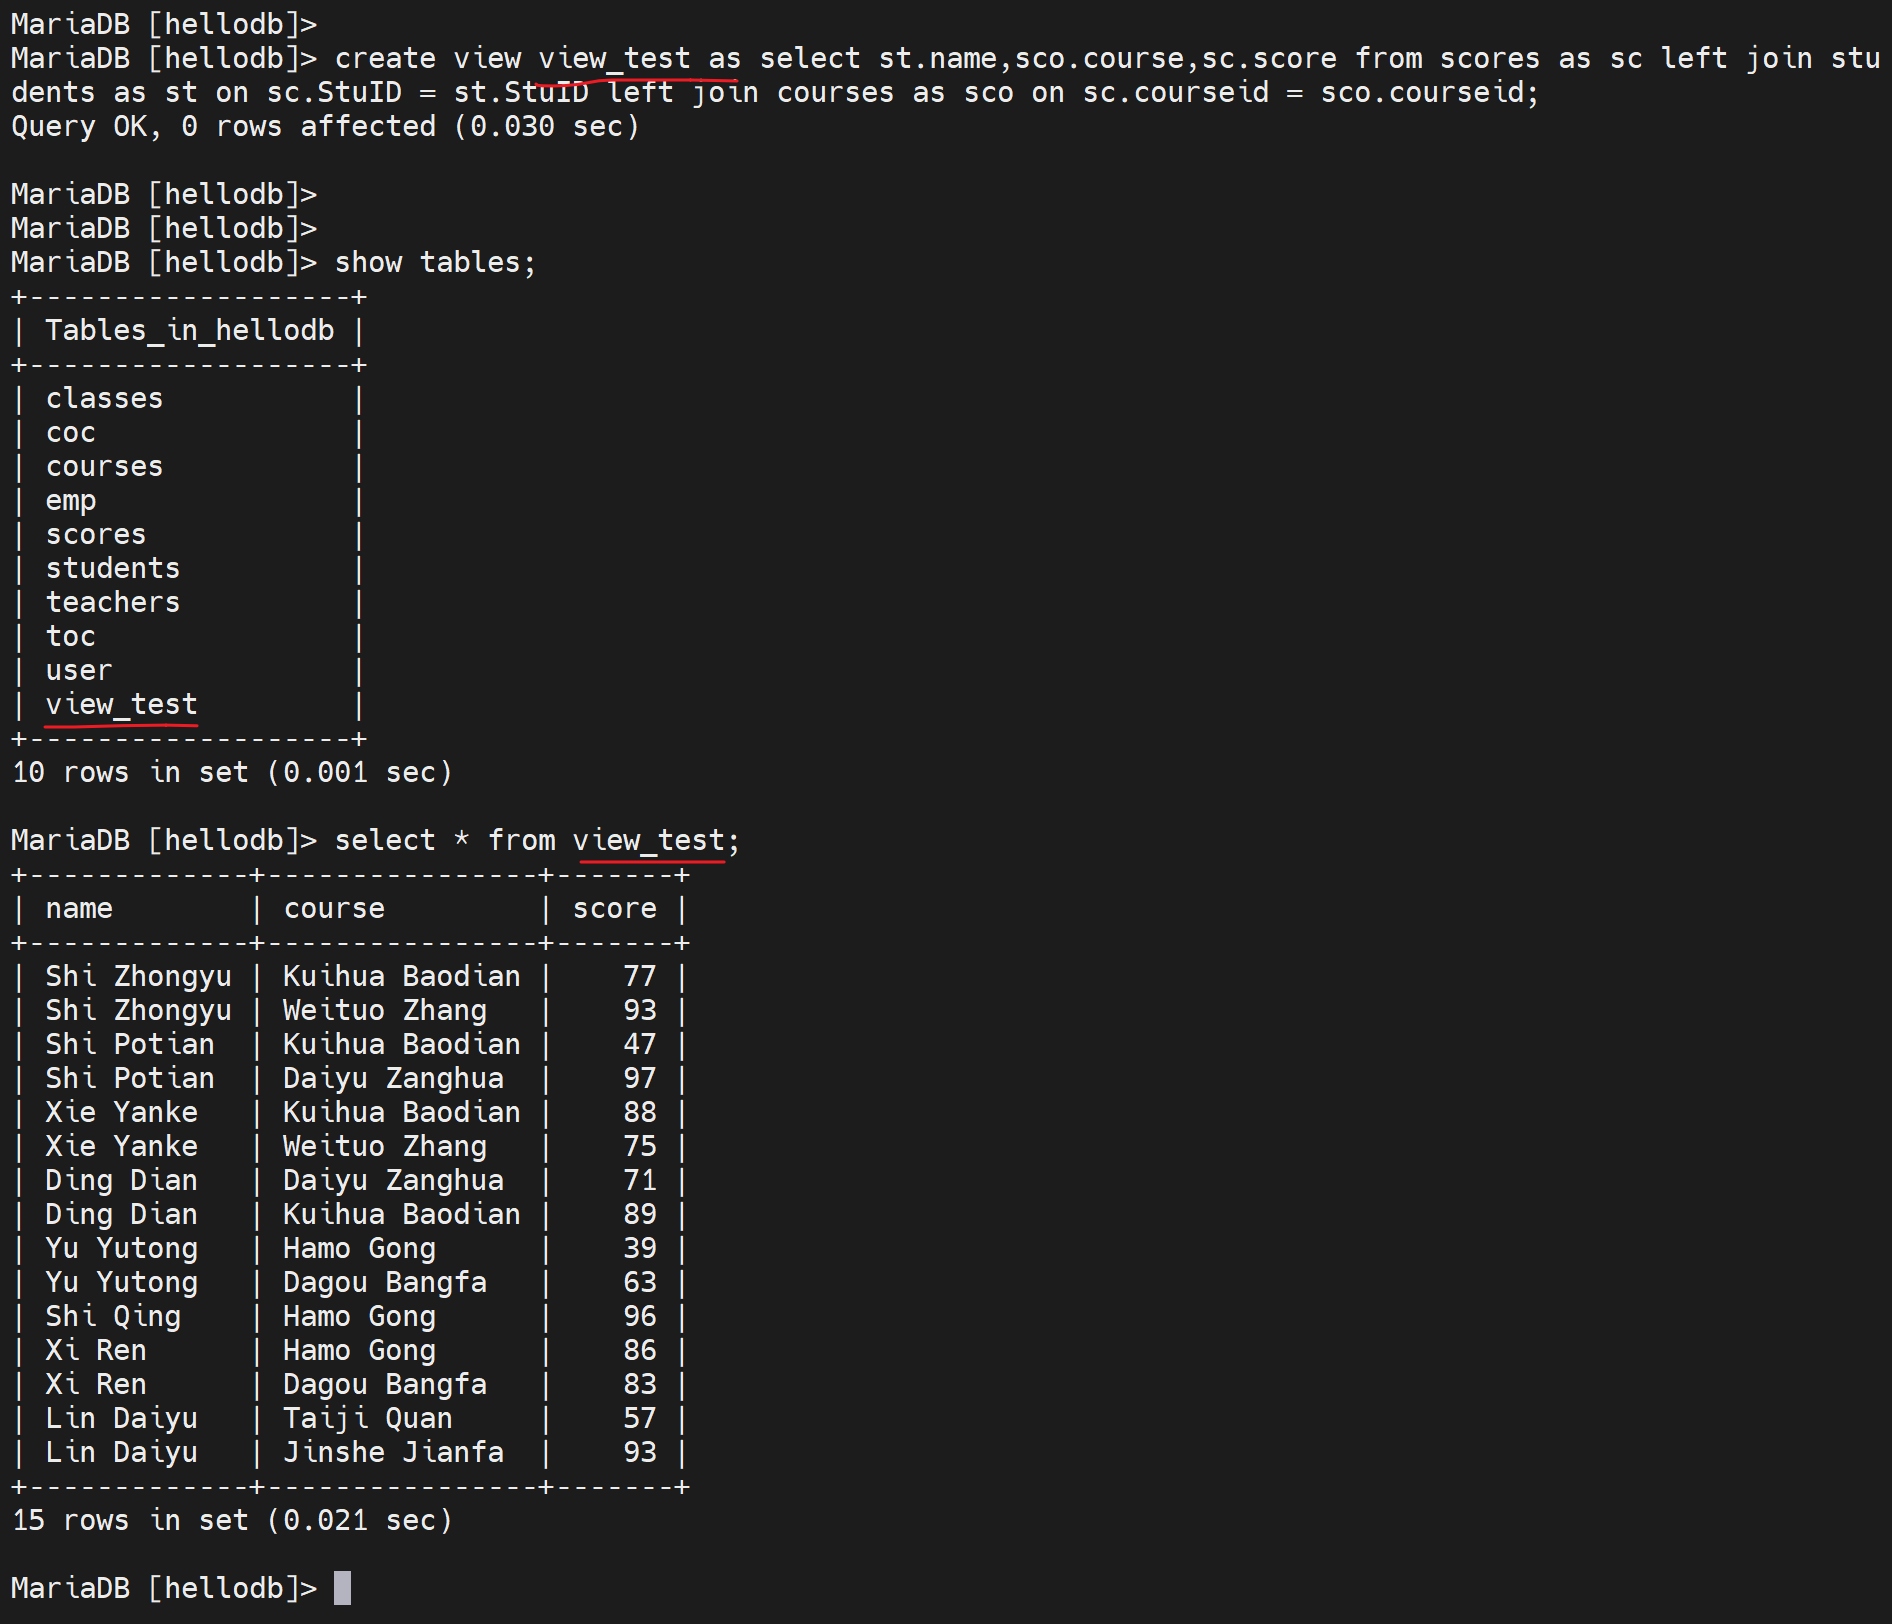 MariaDB [hellodb]>
MariaDB [hellodb]> create view view_test as select st.name,sco.course,sc.score from scores as sc left join stu
dents as st on sc.StuID = st.StuID left join courses as sco on sc.courseid = sco.courseid;
Query OK, 0 rows affected (0.030 sec)

MariaDB [hellodb]>
MariaDB [hellodb]>
MariaDB [hellodb]> show tables;
+-------------------+
| Tables_in_hellodb |
+-------------------+
| classes           |
| coc               |
| courses           |
| emp               |
| scores            |
| students          |
| teachers          |
| toc               |
| user              |
| view_test         |
+-------------------+
10 rows in set (0.001 sec)

MariaDB [hellodb]> select * from view_test;
+-------------+----------------+-------+
| name        | course         | score |
+-------------+----------------+-------+
| Shi Zhongyu | Kuihua Baodian |    77 |
| Shi Zhongyu | Weituo Zhang   |    93 |
| Shi Potian  | Kuihua Baodian |    47 |
| Shi Potian  | Daiyu Zanghua  |    97 |
| Xie Yanke   | Kuihua Baodian |    88 |
| Xie Yanke   | Weituo Zhang   |    75 |
| Ding Dian   | Daiyu Zanghua  |    71 |
| Ding Dian   | Kuihua Baodian |    89 |
| Yu Yutong   | Hamo Gong      |    39 |
| Yu Yutong   | Dagou Bangfa   |    63 |
| Shi Qing    | Hamo Gong      |    96 |
| Xi Ren      | Hamo Gong      |    86 |
| Xi Ren      | Dagou Bangfa   |    83 |
| Lin Daiyu   | Taiji Quan     |    57 |
| Lin Daiyu   | Jinshe Jianfa  |    93 |
+-------------+----------------+-------+
15 rows in set (0.021 sec)

MariaDB [hellodb]>